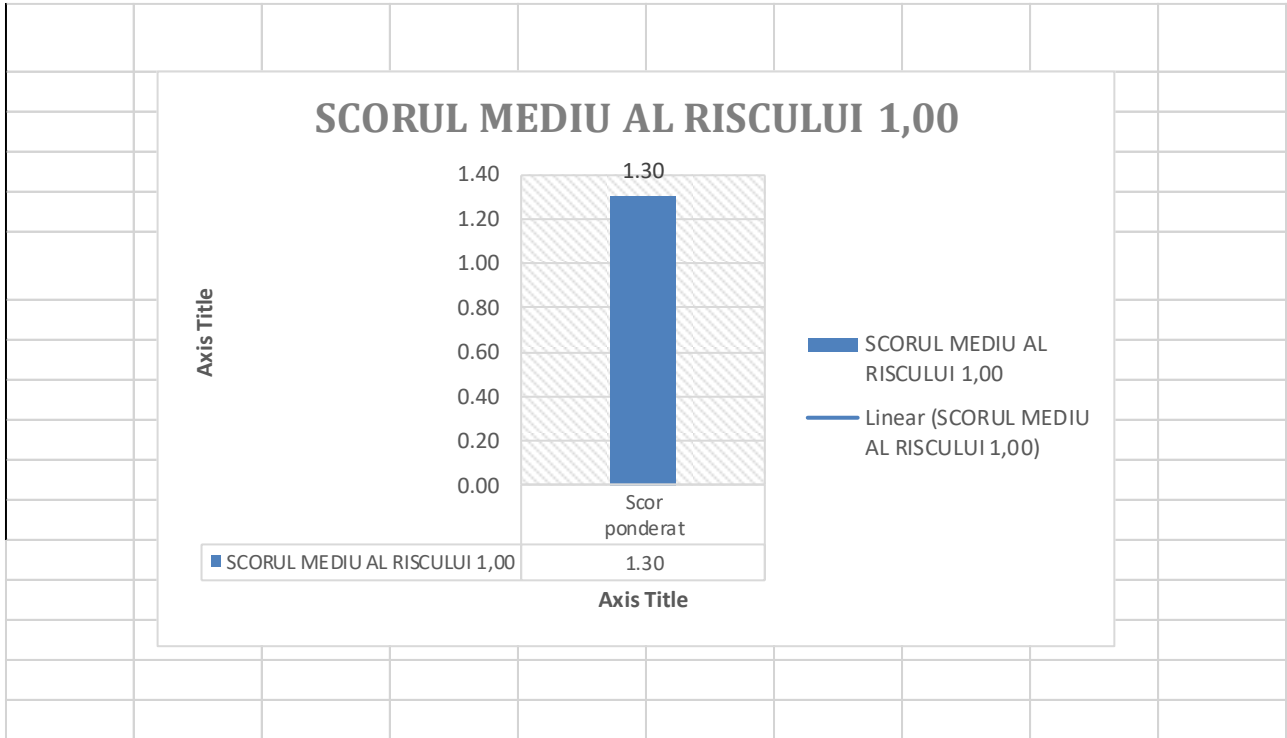 SCORUL MEDIU AL RISCULUI 1,00
1.30
1.40
1.20
1.00
0.80
0.60
0.40
0.20
0.00
Axis Title
SCORUL MEDIU AL
RISCULUI 1,00
Linear (SCORUL MEDIU
AL RISCULUI 1,00)
Scor
ponderat
SCORUL MEDIU AL RISCULUI 1,00 1.30
Axis Title